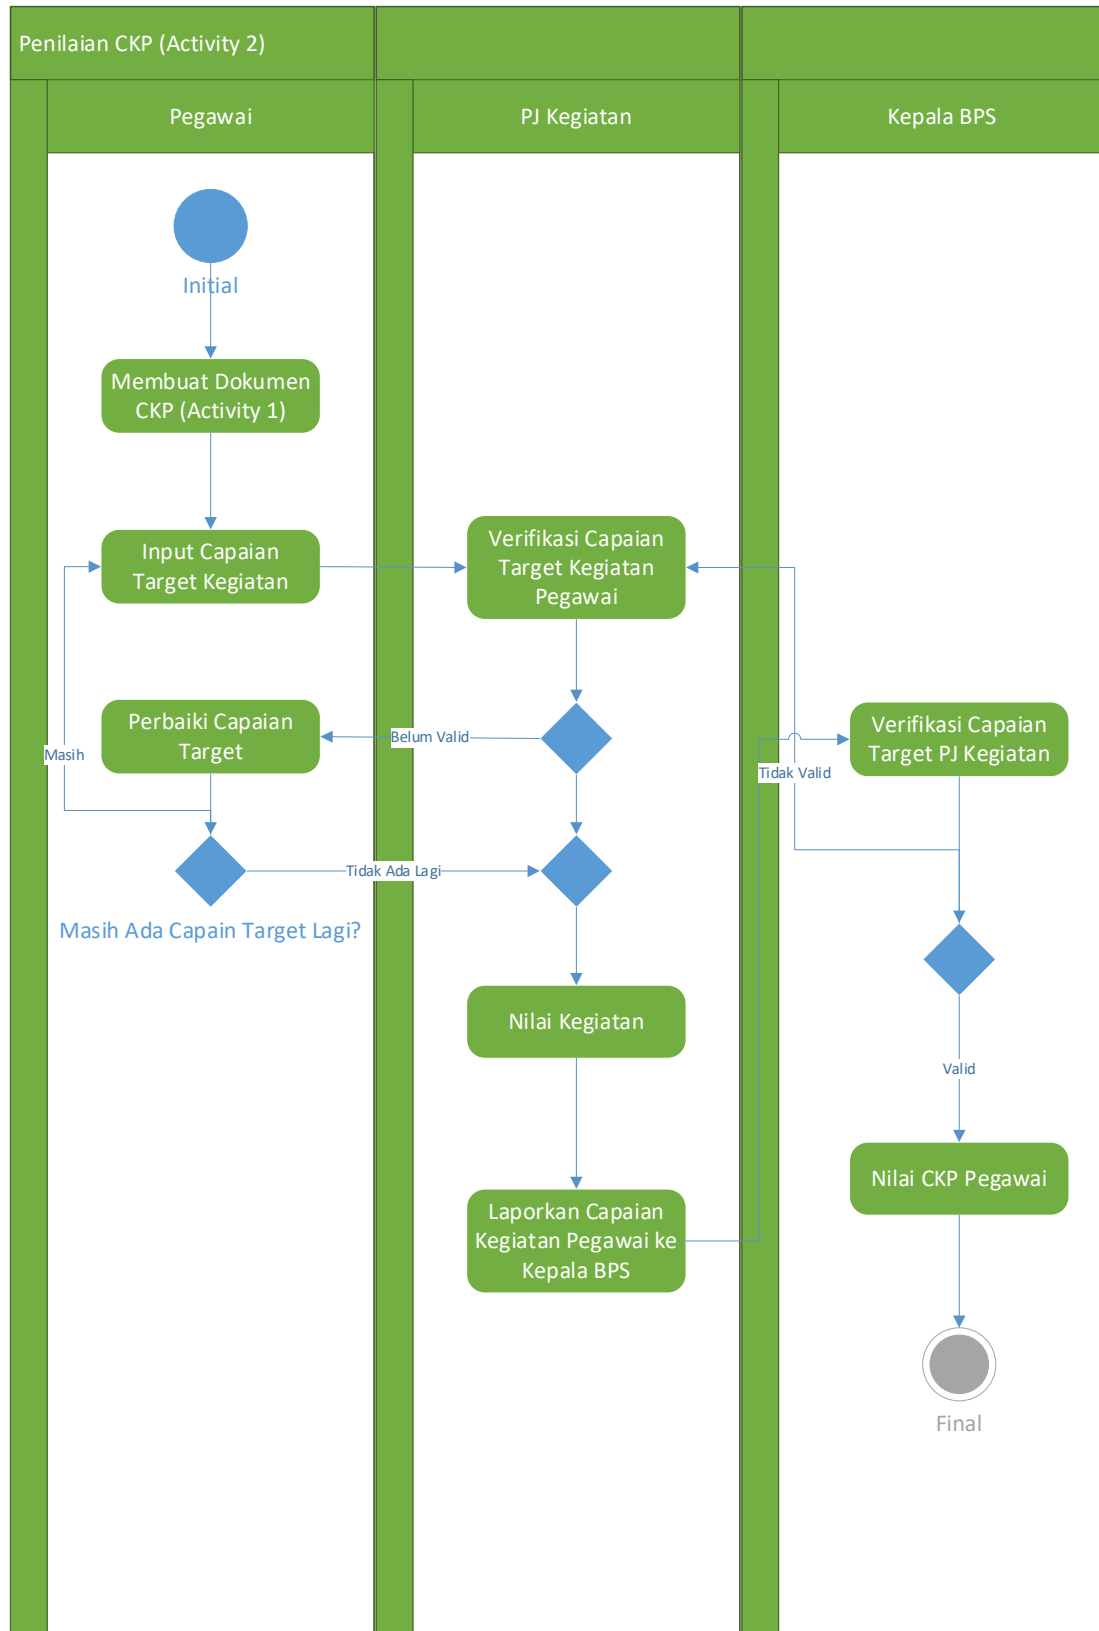 Penilaian CKP (Activity 2)
Pegawai
PJ Kegiatan
Kepala BPS
Initial
Membuat Dokumen
CKP (Activity 1)
Input Capaian
Target Kegiatan
Verifikasi Capaian
Target Kegiatan
Pegawai
Perbaiki Capaian
Target
Belum Valid
Masih
Verifikasi Capaian
Target PJ Kegiatan
Tidak Valid
Tidak Ada Lagi
Masih Ada Capain Target Lagi?
Nilai Kegiatan
Valid
Nilai CKP Pegawai
Laporkan Capaian
Kegiatan Pegawai ke
Kepala BPS
Final